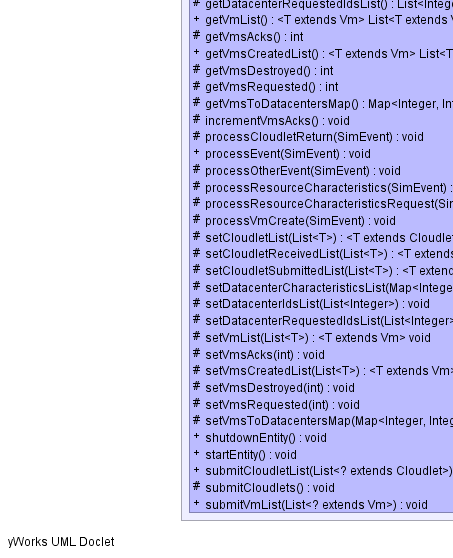 # getDatacenterRequestedIdsList() : List<Integ
+ getVmList() : <T extends Vm> List<T extends V
# getVmsAcks() : int
+ getVmsCreatedList() : <T extends Vm> List<T
# getVmsDestroyed() : int
# getVmsRequested() : int
# getVmsToDatacentersMap() : Map<Integer, In
# incrementVmsAcks() : void
# processCloudletReturn(SimEvent) : void
+ processEvent(SimEvent) : void
# processOtherEvent(SimEvent) : void
# processResourceCharacteristics(SimEvent) :
# processResourceCharacteristicsRequest(Sim
# processVmCreate(SimEvent) : void
# setCloudletList(List<T>) : <T extends Cloudlet
# setCloudletReceivedList(List<T>) : <T extends
# setCloudletSubmittedList(List<T>) : <T extend
# setDatacenterCharacteristicsList(Map<Intege
# setDatacenterIdsList(List<Integer>) : void
# setDatacenterRequestedIdsList(List<Integer>
# setVmList(List<T>) : <T extends Vm> void
# setVmsAcks(int) : void
# setVmsCreatedList(List<T>) : <T extends Vm>
# setVmsDestroyed(int) : void
# setVmsRequested(int) : void
# setVmsToDatacentersMap(Map<Integer, Integ
+ shutdownEntity() : void
+ startEntity() : void
+ submitCloudletList(List<? extends Cloudlet>)
# submitCloudlets() : void
+ submitVmList(List<? extends Vm>) : void
yWorks UML Doclet